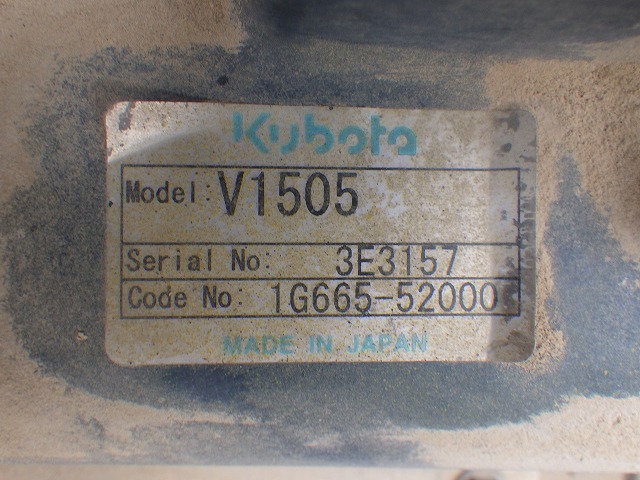 Kubota
Model: V1505
Serial No: 3E3157
Code No: 1G665-52000
MADE IN JAPAN